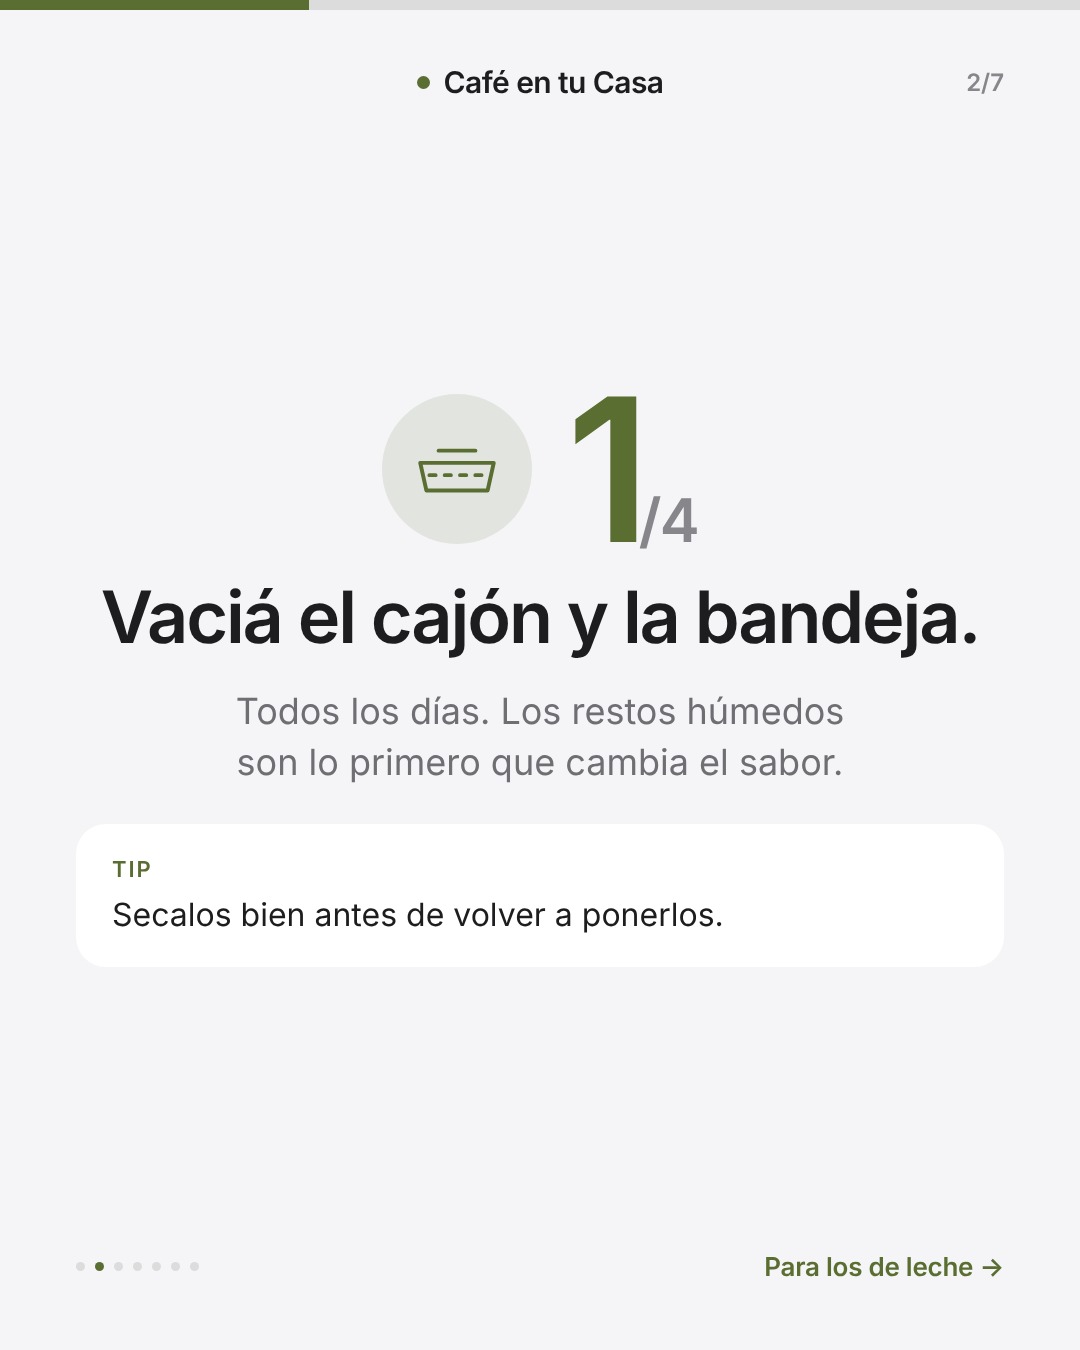 Café en tu Casa
2/7
1/4
Vaciá el cajón y la bandeja.
Todos los días. Los restos húmedos
son lo primero que cambia el sabor.
TIP
Secalos bien antes de volver a ponerlos.
Para los de leche →